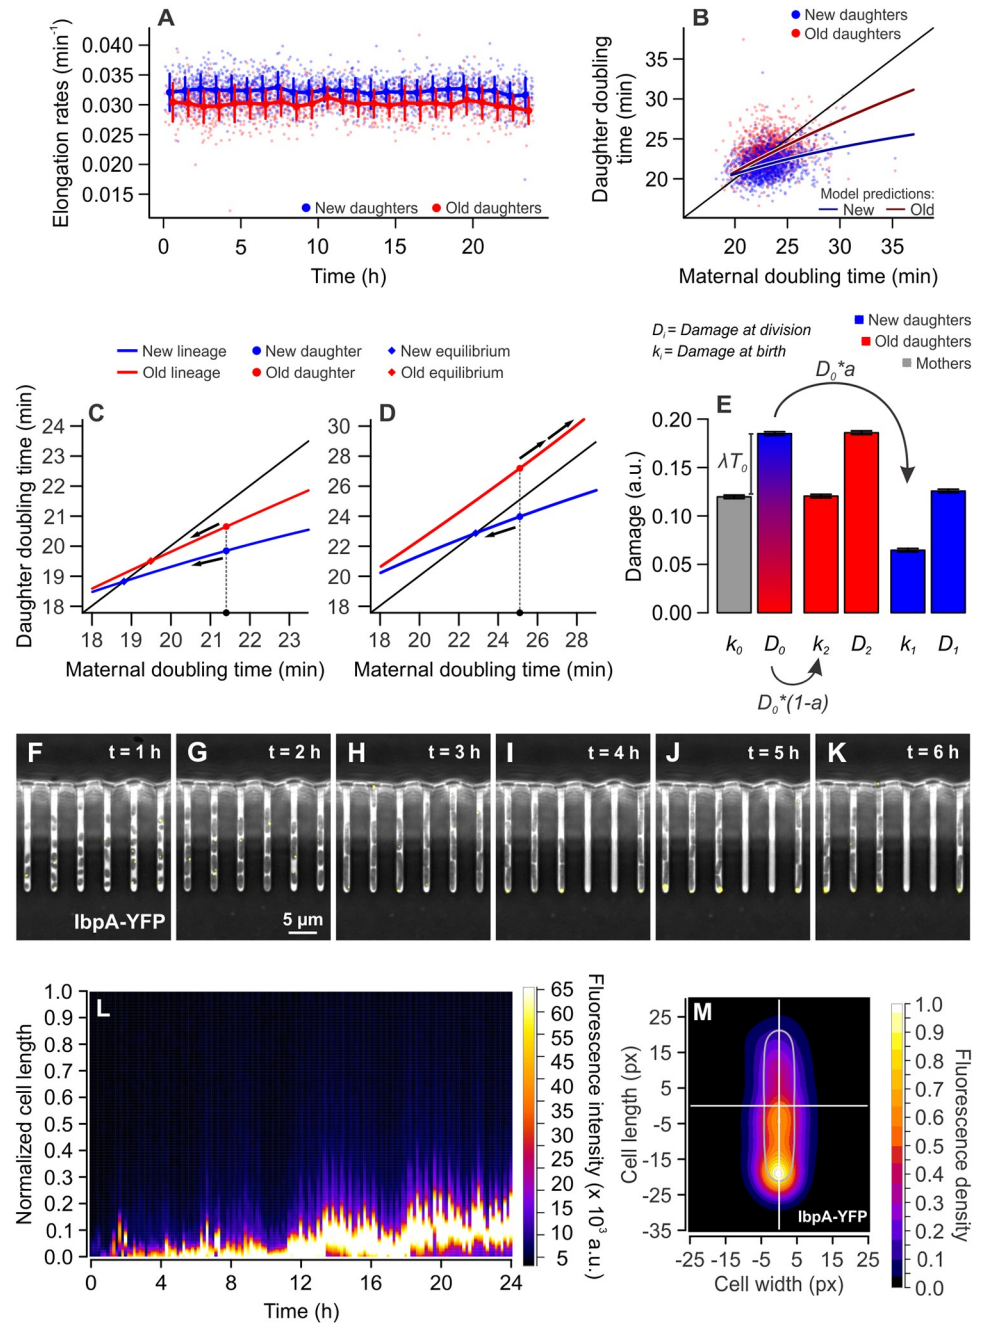 A
Elongation rates (min⁻¹)
0.040
0.035
0.030
0.025
0.020
0.015
New daughters
Old daughters
0
5
10
15
20
Time (h)
B
New daughters
Old daughters
Daughter doubling
time (min)
35
30
25
20
Model predictions:
New
Old
20
25
30
35
Maternal doubling time (min)
New lineage
New daughter
New equilibrium
Old lineage
Old daughter
Old equilibrium
C
Daughter doubling time (min)
24
23
22
21
20
19
18
18
19
20
21
22
23
Maternal doubling time (min)
D
30
28
26
24
22
20
18
18
20
22
24
26
28
Maternal doubling time (min)
Dᵢ = Damage at division
kᵢ = Damage at birth
New daughters
Old daughters
Mothers
D₀*a
E
Damage (a.u.)
0.20
0.15
0.10
0.05
0.00
λT₀
k₀
D₀
k₂
D₂
k₁
D₁
D₀*(1-a)
F
t = 1 h
IbpA-YFP
G
t = 2 h
5 µm
H
t = 3 h
I
t = 4 h
J
t = 5 h
K
t = 6 h
L
Normalized cell length
1.0
0.9
0.8
0.7
0.6
0.5
0.4
0.3
0.2
0.1
0.0
0
4
8
12
16
20
24
Time (h)
65
60
55
50
45
40
35
30
25
20
15
10
5
Fluorescence intensity (x 10³ a.u.)
M
Cell length (px)
25
15
5
-5
-15
-25
-35
IbpA-YFP
-25
-15
-5
5
15
25
Cell width (px)
1.0
0.9
0.8
0.7
0.6
0.5
0.4
0.3
0.2
0.1
0.0
Fluorescence density